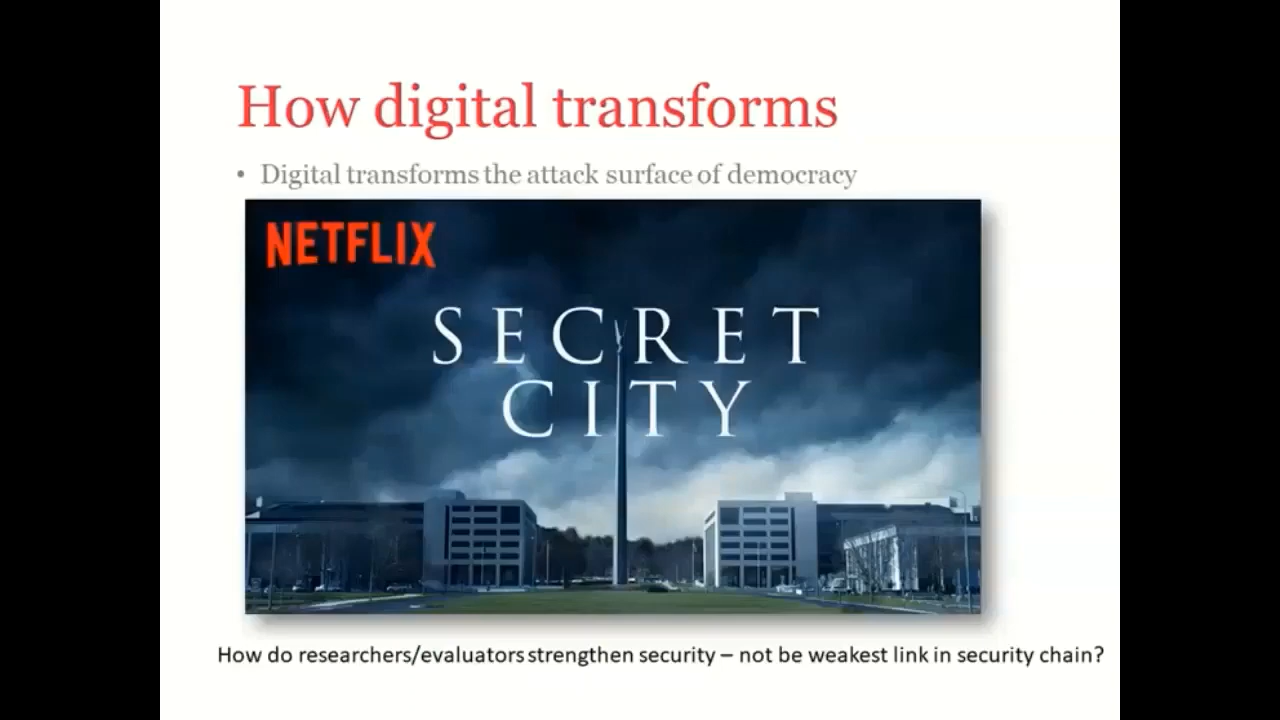 How digital transforms
• Digital transforms the attack surface of democracy
NETFLIX
SECRET
CITY
How do researchers/evaluators strengthen security – not be weakest link in security chain?